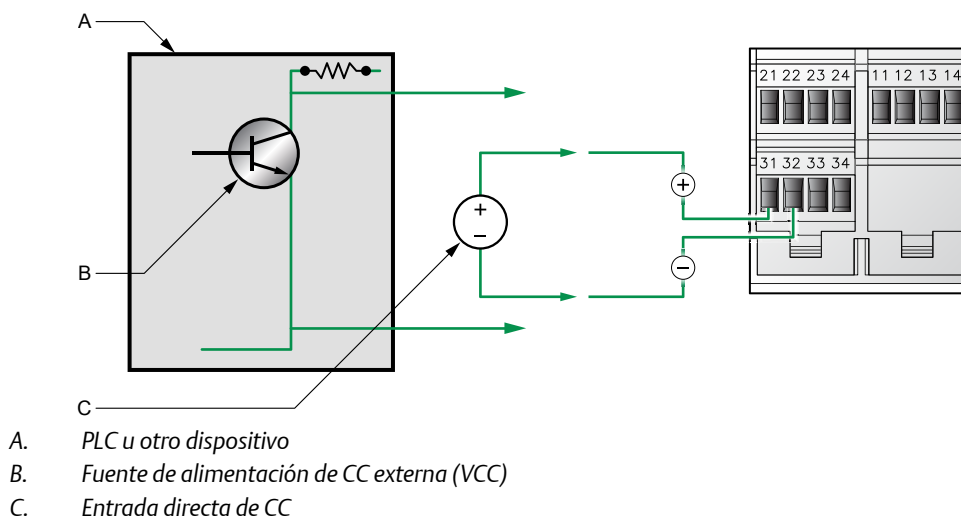 A
21 22 23 24 11 12 13 14
31 32 33 34
+
+
−
−
B
C
A. PLC u otro dispositivo
B. Fuente de alimentación de CC externa (VCC)
C. Entrada directa de CC